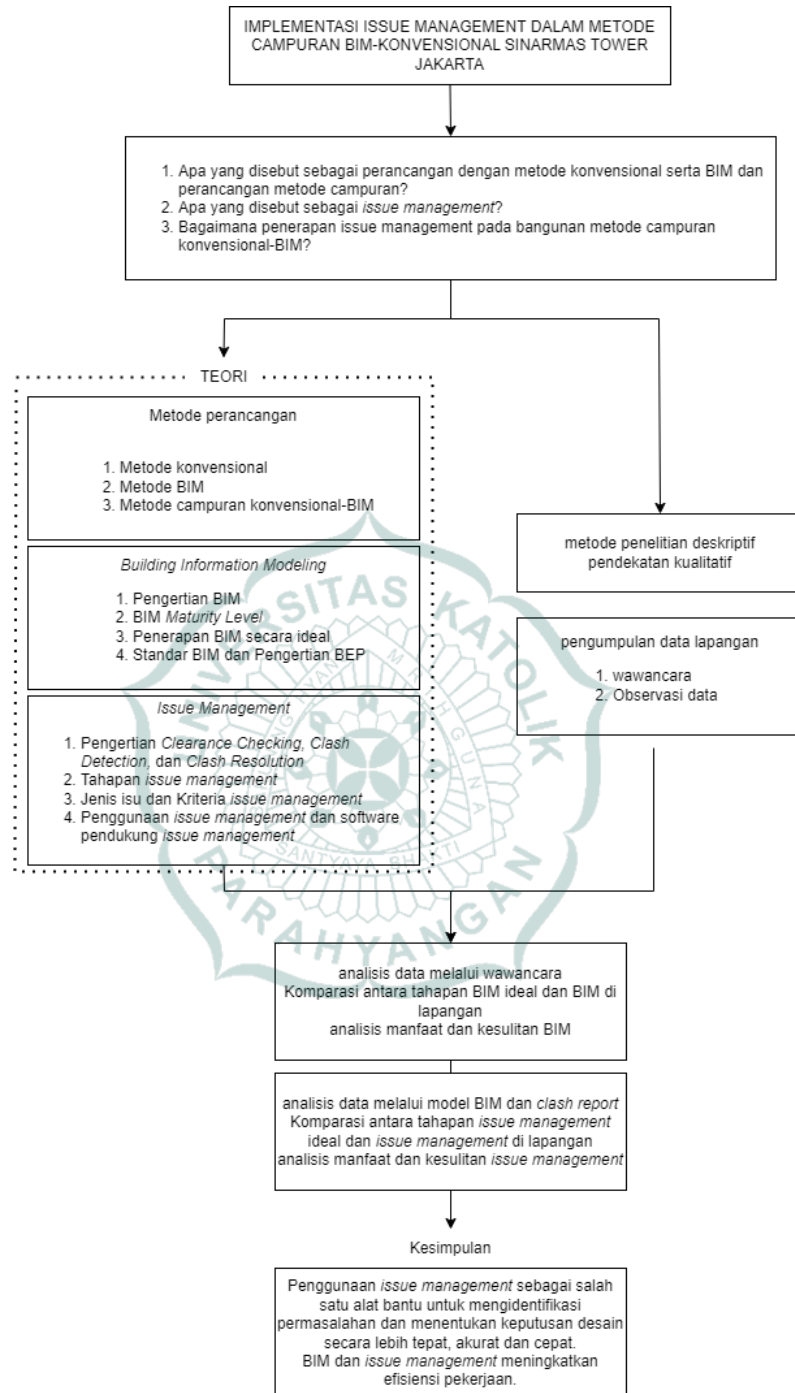 IMPLEMENTASI ISSUE MANAGEMENT DALAM METODE
CAMPURAN BIM-KONVENSIONAL SINARMAS TOWER
JAKARTA
1. Apa yang disebut sebagai perancangan dengan metode konvensional serta BIM dan
perancangan metode campuran?
2. Apa yang disebut sebagai issue management?
3. Bagaimana penerapan issue management pada bangunan metode campuran
konvensional-BIM?
TEORI
Metode perancangan
1. Metode konvensional
2. Metode BIM
3. Metode campuran konvensional-BIM
Building Information Modeling
1. Pengertian BIM
2. BIM Maturity Level
3. Penerapan BIM secara ideal
4. Standar BIM dan Pengertian BEP
Issue Management
1. Pengertian Clearance Checking, Clash
Detection, dan Clash Resolution
2. Tahapan issue management
3. Jenis isu dan Kriteria issue management
4. Penggunaan issue management dan software
pendukung issue management
metode penelitian deskriptif
pendekatan kualitatif
pengumpulan data lapangan
1. wawancara
2. Observasi data
UNIVERSITAS KATOLIK
PARAHYANGAN
SANTYAYA BHAKTI
analisis data melalui wawancara
Komparasi antara tahapan BIM ideal dan BIM di
lapangan
analisis manfaat dan kesulitan BIM
analisis data melalui model BIM dan clash report
Komparasi antara tahapan issue management
ideal dan issue management di lapangan
analisis manfaat dan kesulitan issue management
Kesimpulan
Penggunaan issue management sebagai salah
satu alat bantu untuk mengidentifikasi
permasalahan dan menentukan keputusan desain
secara lebih tepat, akurat dan cepat.
BIM dan issue management meningkatkan
efisiensi pekerjaan.